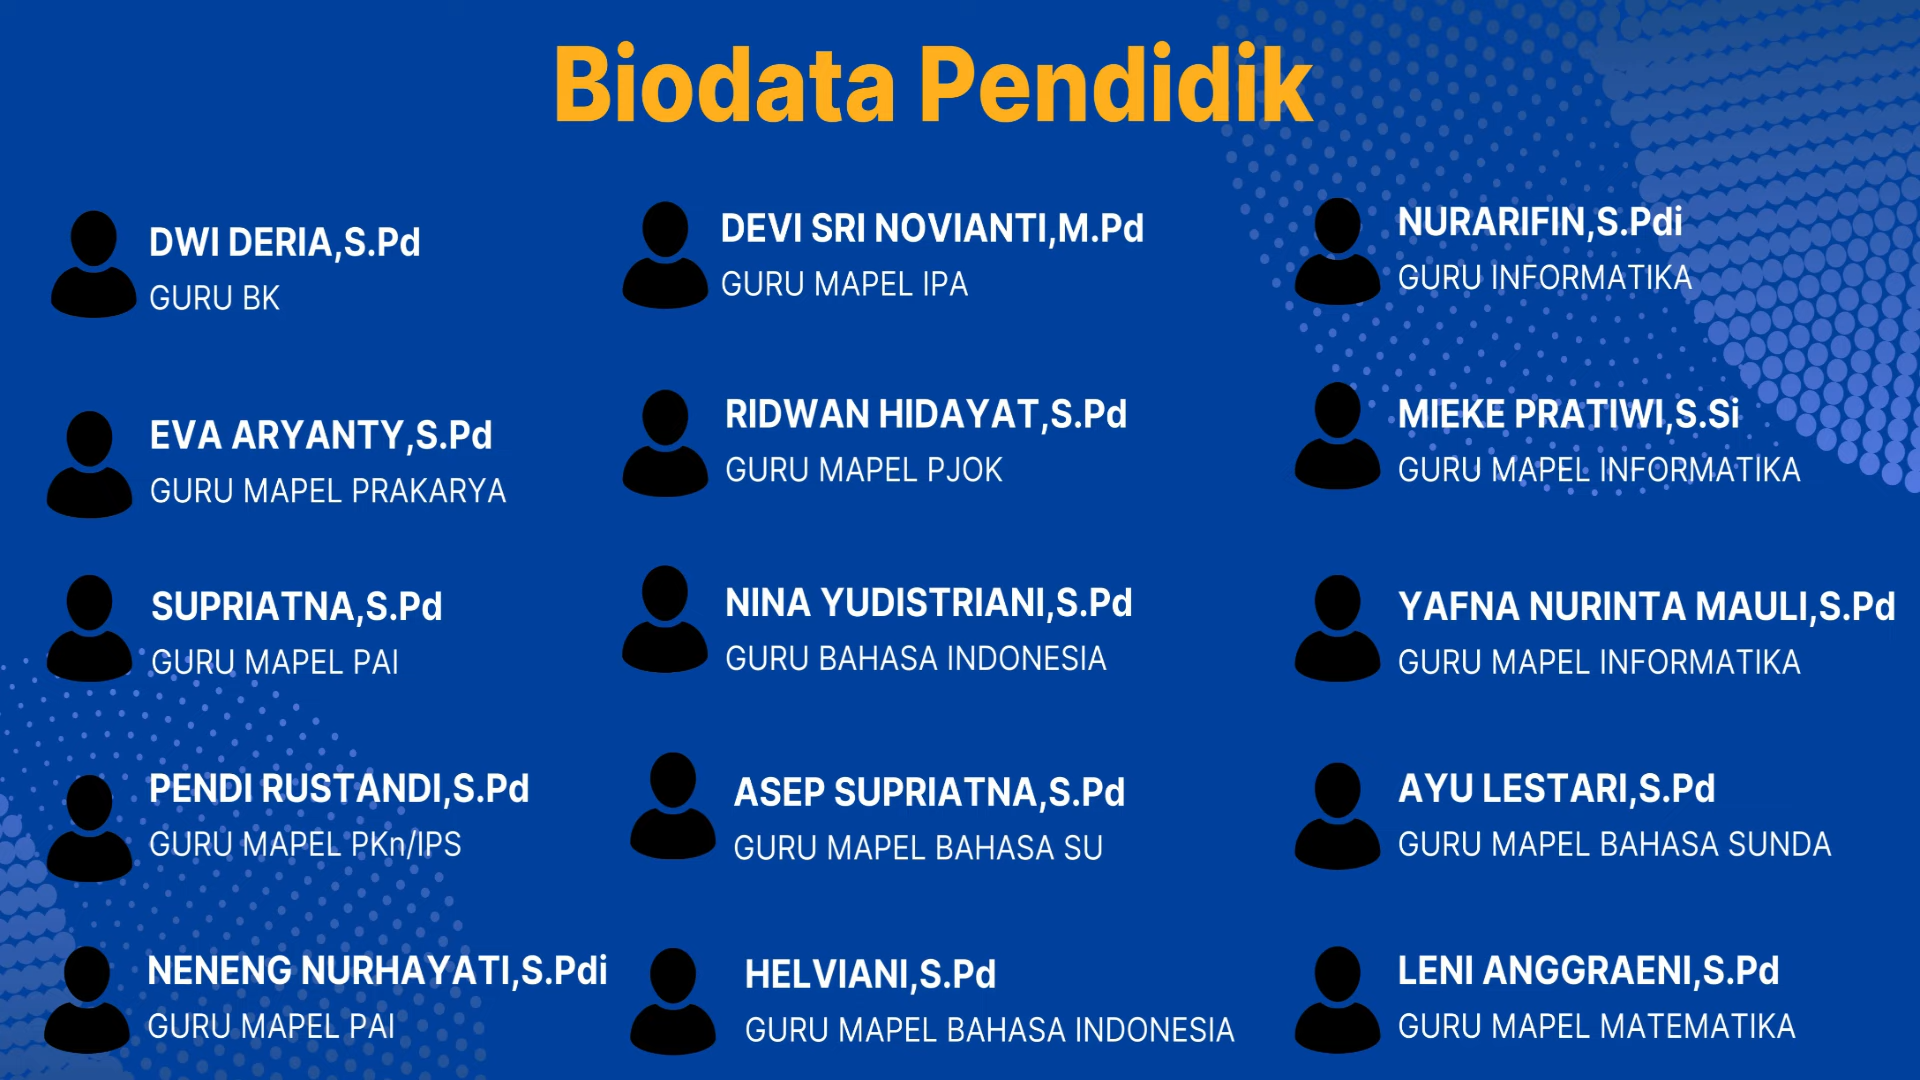 Biodata Pendidik
DWI DERIA,S.Pd
GURU BK
DEVI SRI NOVIANTI,M.Pd
GURU MAPEL IPA
NURARIFIN,S.Pdi
GURU INFORMATIKA
EVA ARYANTY,S.Pd
GURU MAPEL PRAKARYA
RIDWAN HIDAYAT,S.Pd
GURU MAPEL PJOK
MIEKE PRATIWI,S.Si
GURU MAPEL INFORMATIKA
SUPRIATNA,S.Pd
GURU MAPEL PAI
NINA YUDISTRIANI,S.Pd
GURU BAHASA INDONESIA
YAFNA NURINTA MAULI,S.Pd
GURU MAPEL INFORMATIKA
PENDI RUSTANDI,S.Pd
GURU MAPEL PKn/IPS
ASEP SUPRIATNA,S.Pd
GURU MAPEL BAHASA SU
AYU LESTARI,S.Pd
GURU MAPEL BAHASA SUNDA
NENENG NURHAYATI,S.Pdi
GURU MAPEL PAI
HELVIANI,S.Pd
GURU MAPEL BAHASA INDONESIA
LENI ANGGRAENI,S.Pd
GURU MAPEL MATEMATIKA